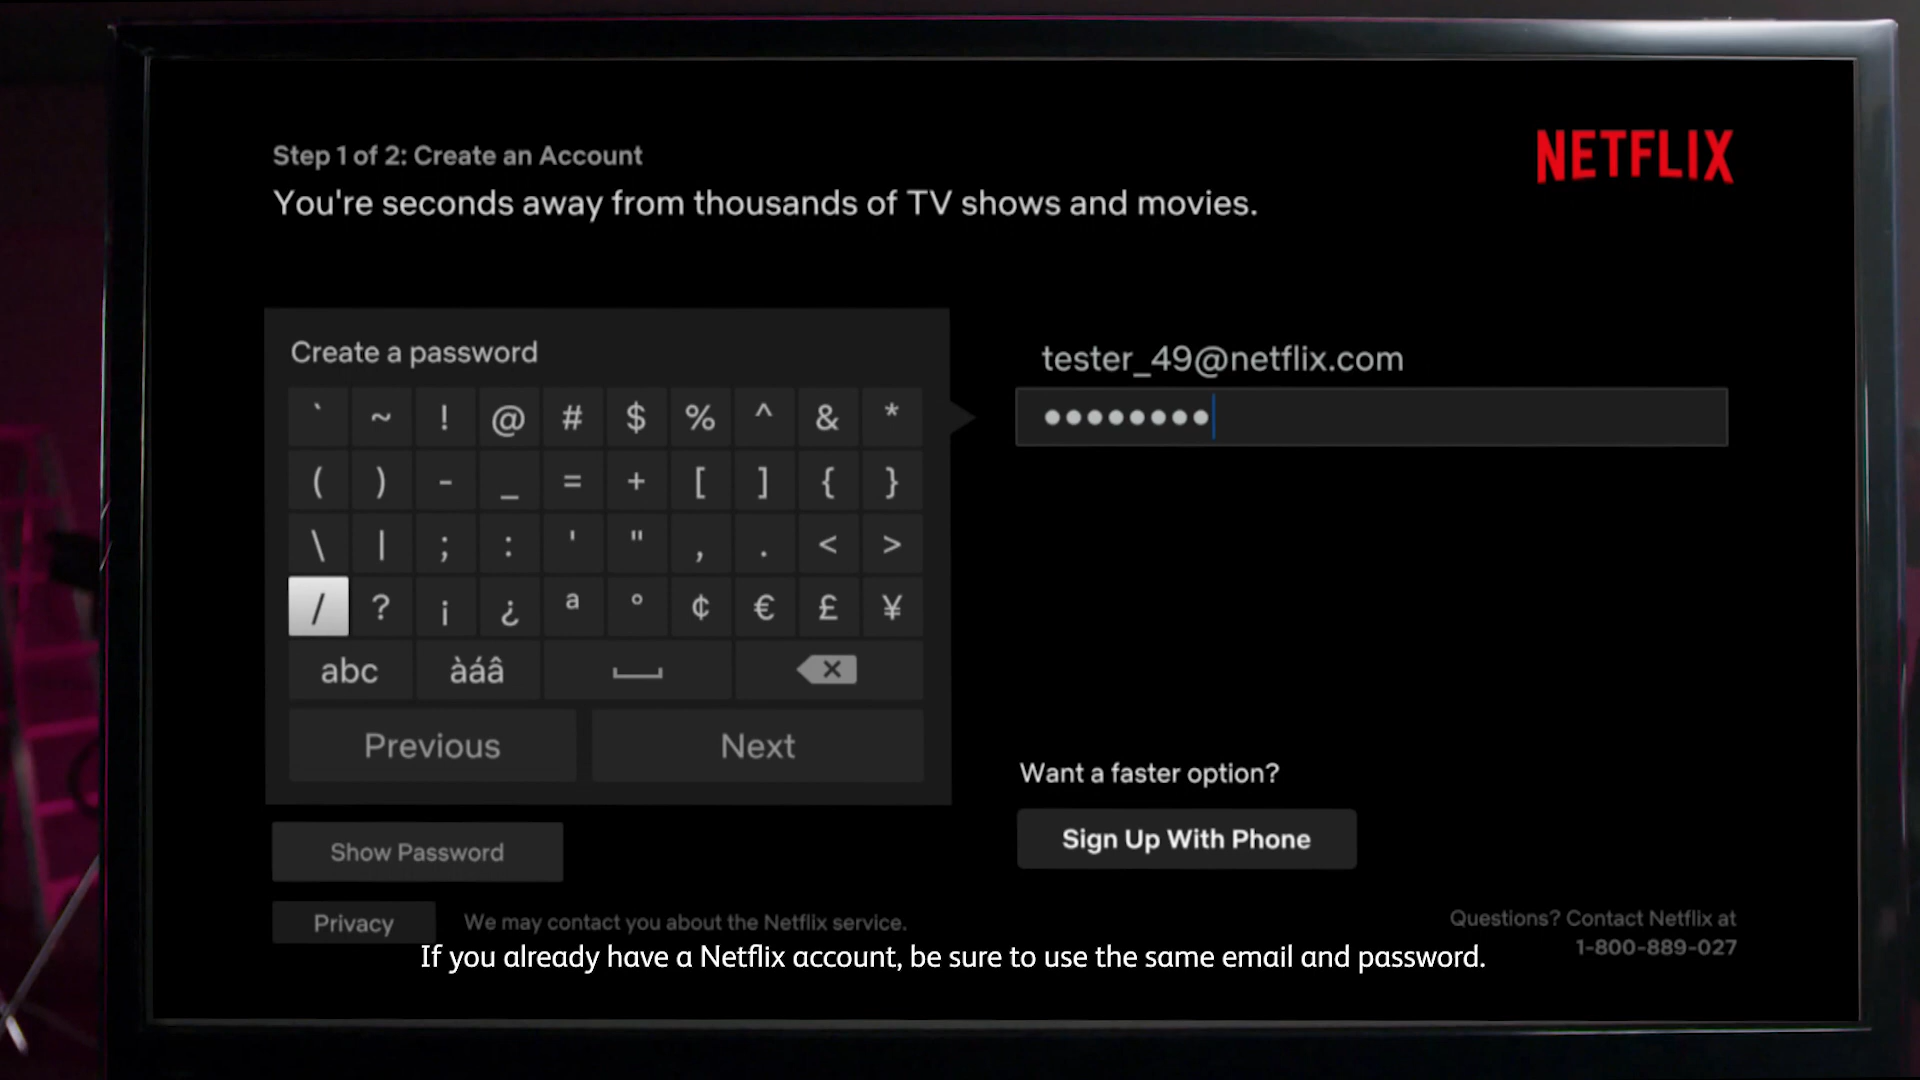 Step 1 of 2: Create an Account
NETFLIX
You're seconds away from thousands of TV shows and movies.
Create a password
tester_49@netflix.com
••••••••
` ~ ! @ # $ % ^ & *
( ) - _ = + [ ] { }
\ | ; : ' " , . < >
/ ? ¡ ¿ ª º ¢ € £ ¥
abc àáâ
Previous Next
Want a faster option?
Sign Up With Phone
Show Password
Privacy We may contact you about the Netflix service.
Questions? Contact Netflix at
1-800-889-027
If you already have a Netflix account, be sure to use the same email and password.